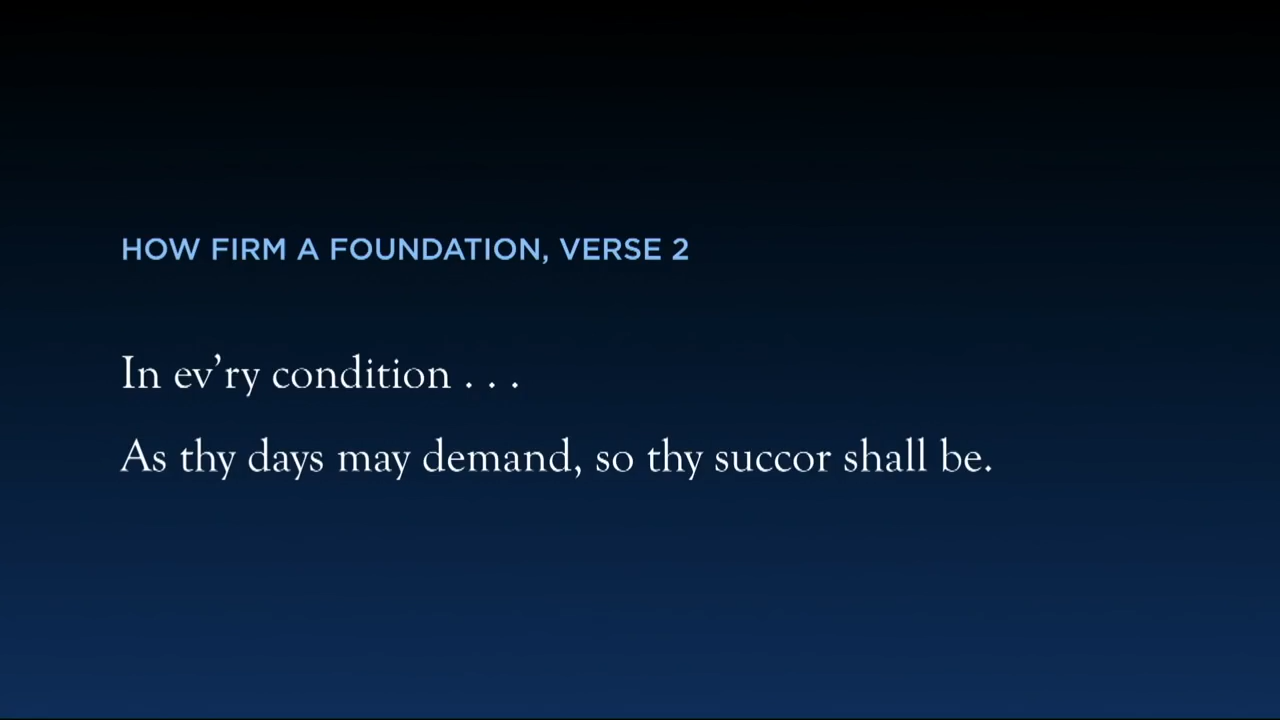 HOW FIRM A FOUNDATION, VERSE 2
In ev’ry condition . . .
As thy days may demand, so thy succor shall be.